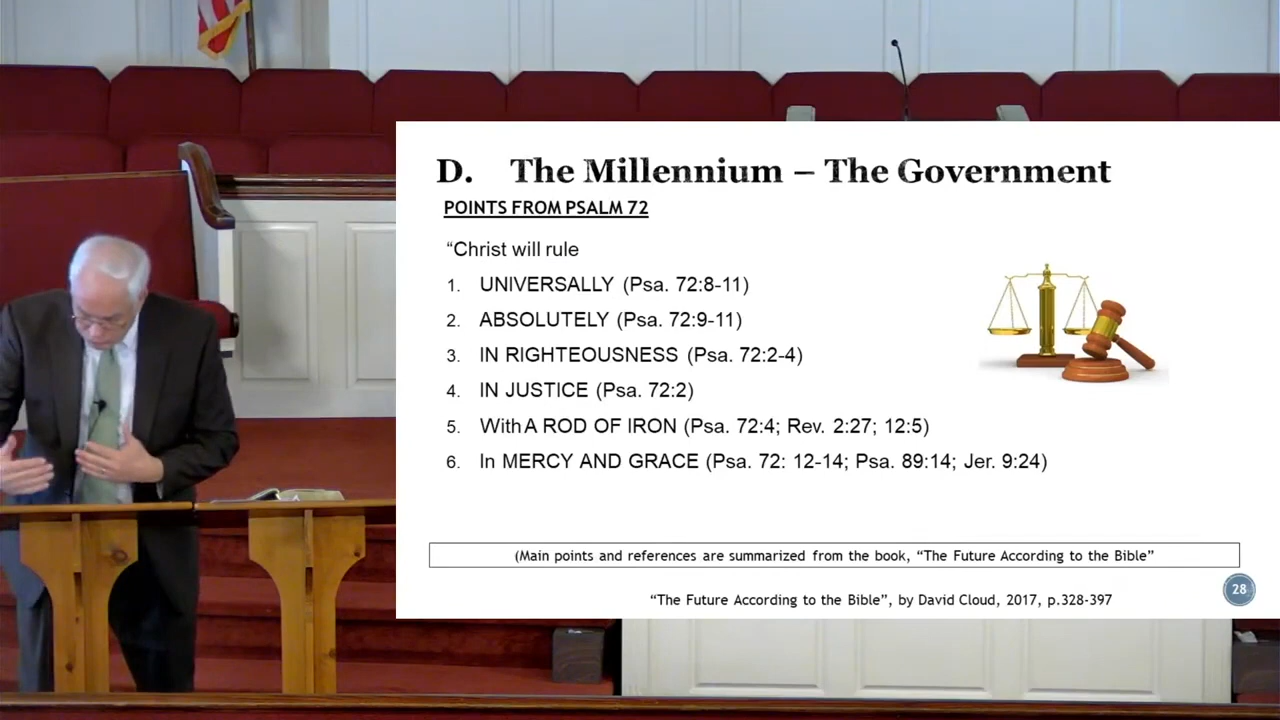 D. The Millennium – The Government
POINTS FROM PSALM 72
“Christ will rule
1. UNIVERSALLY (Psa. 72:8-11)
2. ABSOLUTELY (Psa. 72:9-11)
3. IN RIGHTEOUSNESS (Psa. 72:2-4)
4. IN JUSTICE (Psa. 72:2)
5. With A ROD OF IRON (Psa. 72:4; Rev. 2:27; 12:5)
6. In MERCY AND GRACE (Psa. 72: 12-14; Psa. 89:14; Jer. 9:24)
(Main points and references are summarized from the book, “The Future According to the Bible”
28
“The Future According to the Bible”, by David Cloud, 2017, p.328-397